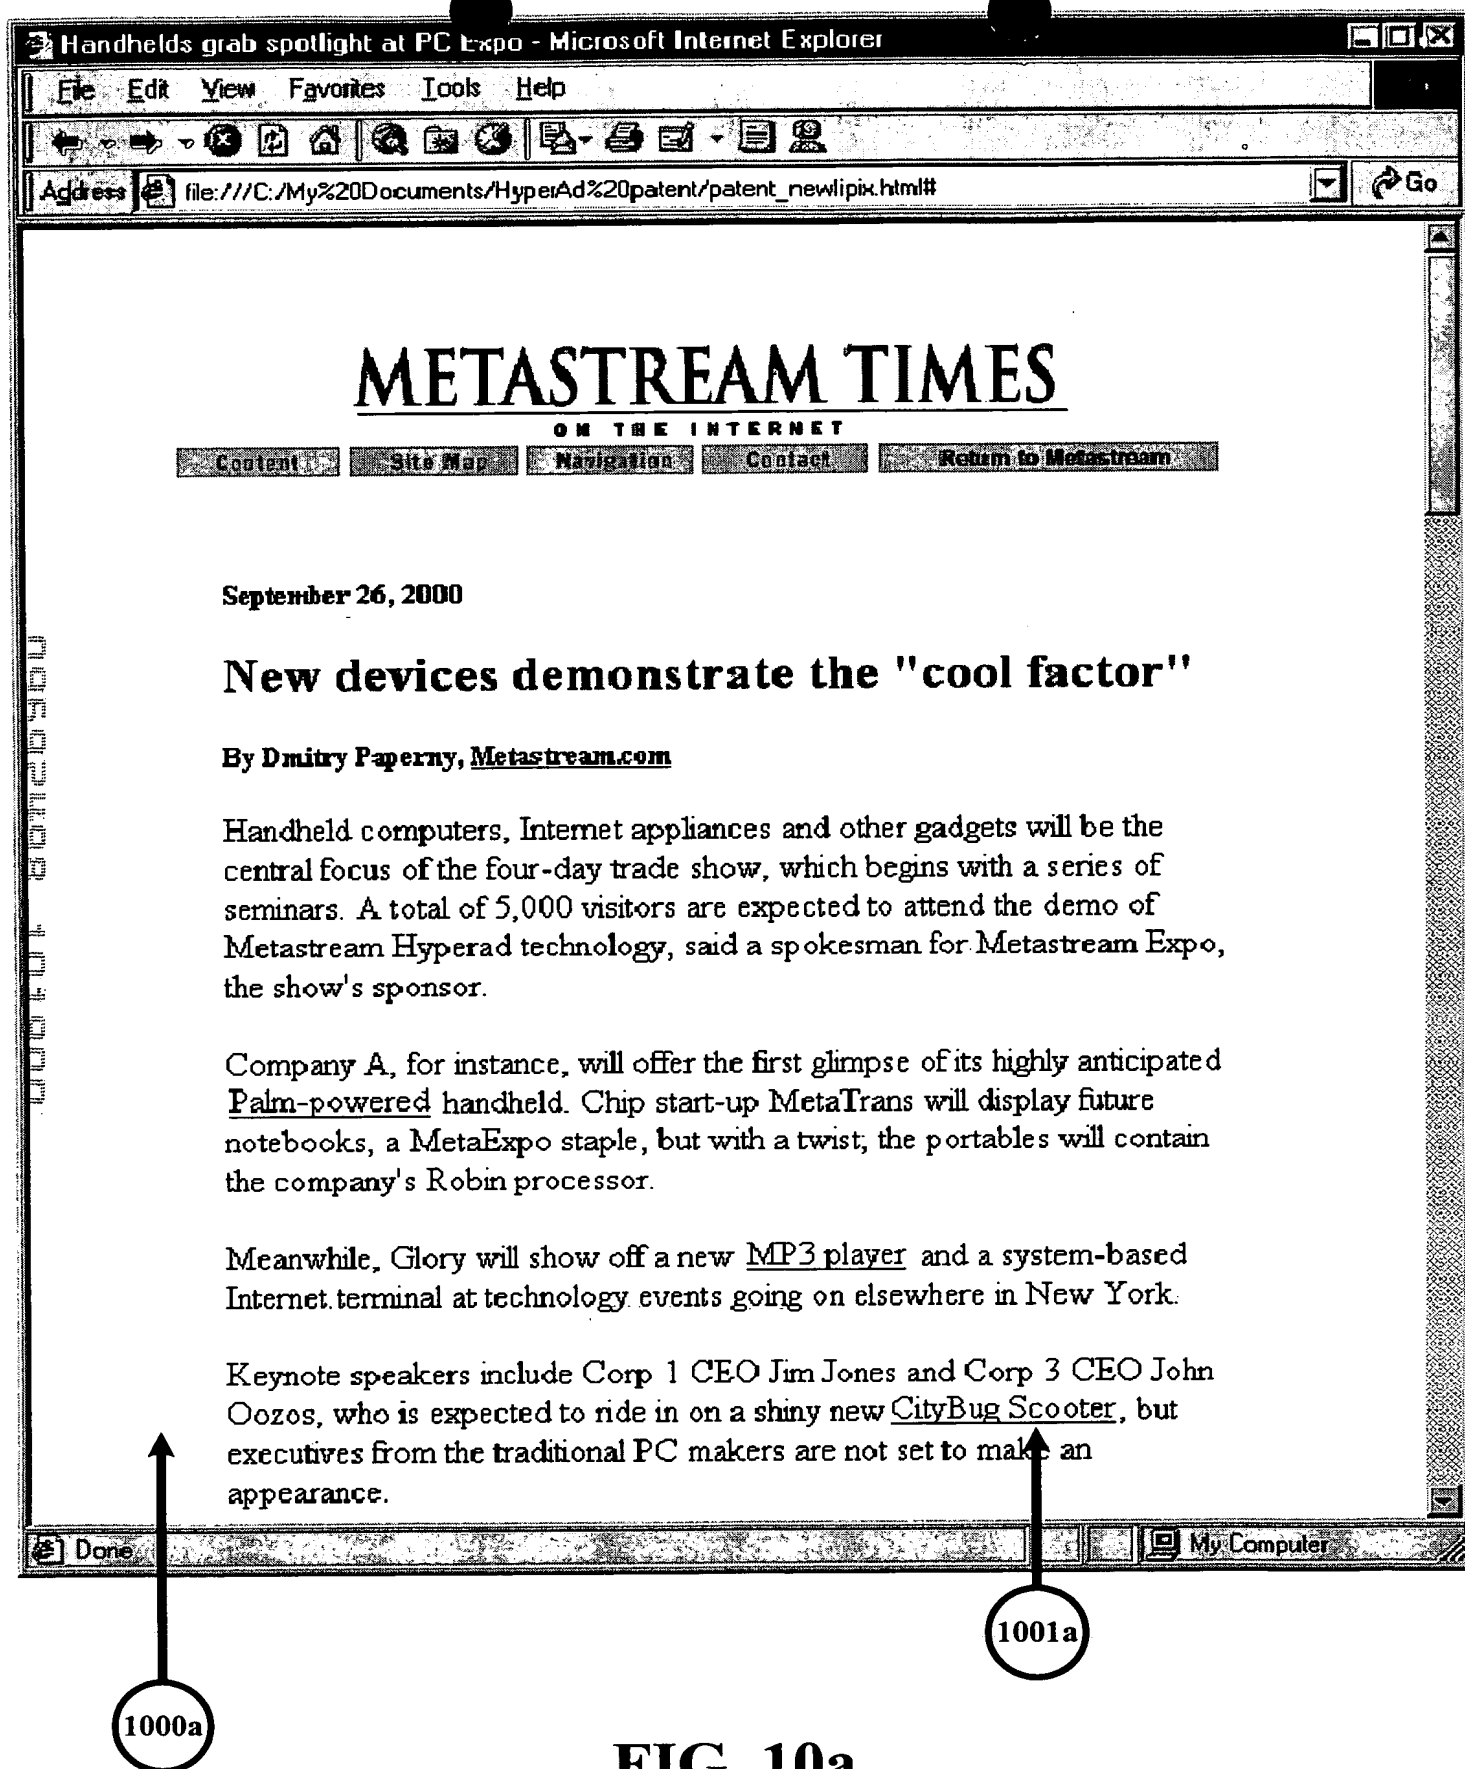 Handhelds grab spotlight at PC Expo - Microsoft Internet Explorer
File Edit View Favorites Tools Help
Address file:///C:/My%20Documents/HyperAd%20patent/patent_newlipix.html# Go
METASTREAM TIMES
ON THE INTERNET
Content Site Map Navigation Contact Return to Metastream
September 26, 2000
New devices demonstrate the "cool factor"
By Dmitry Paperny, Metastream.com
Handheld computers, Internet appliances and other gadgets will be the
central focus of the four-day trade show, which begins with a series of
seminars. A total of 5,000 visitors are expected to attend the demo of
Metastream Hyperad technology, said a spokesman for Metastream Expo,
the show's sponsor.
Company A, for instance, will offer the first glimpse of its highly anticipated
Palm-powered handheld. Chip start-up MetaTrans will display future
notebooks, a MetaExpo staple, but with a twist; the portables will contain
the company's Robin processor.
Meanwhile, Glory will show off a new MP3 player and a system-based
Internet terminal at technology events going on elsewhere in New York.
Keynote speakers include Corp 1 CEO Jim Jones and Corp 3 CEO John
Oozos, who is expected to ride in on a shiny new CityBug Scooter, but
executives from the traditional PC makers are not set to make an
appearance.
Done My Computer
1001a
1000a
FIG. 10a